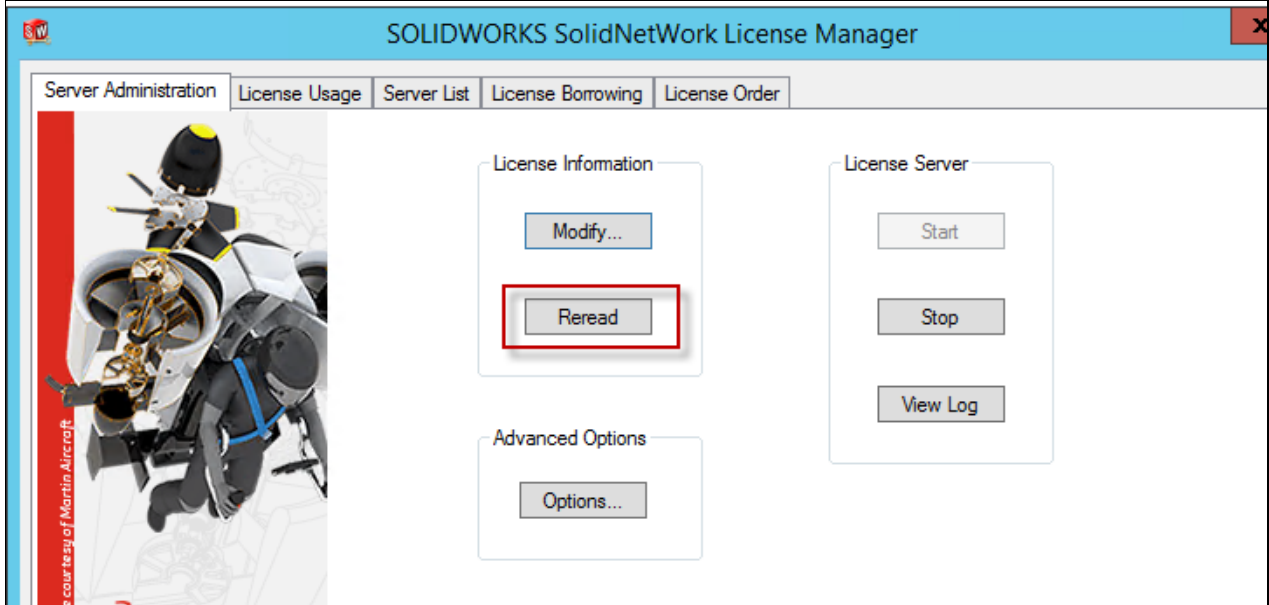 SW
SOLIDWORKS SolidNetWork License Manager
X
Server Administration
License Usage
Server List
License Borrowing
License Order
License Information
License Server
Modify...
Start
Reread
Stop
View Log
Advanced Options
Options...
courtesy of Martin Aircraft